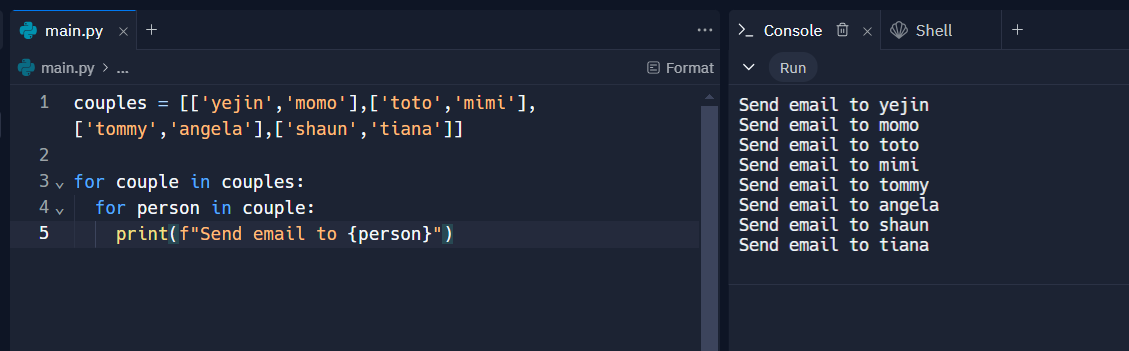 main.py × +
...
main.py > ...
Format
1 couples = [['yejin','momo'],['toto','mimi'],
['tommy','angela'],['shaun','tiana']]
2
3 for couple in couples:
4 for person in couple:
5 print(f"Send email to {person}")
>_ Console × Shell +
Run
Send email to yejin
Send email to momo
Send email to toto
Send email to mimi
Send email to tommy
Send email to angela
Send email to shaun
Send email to tiana